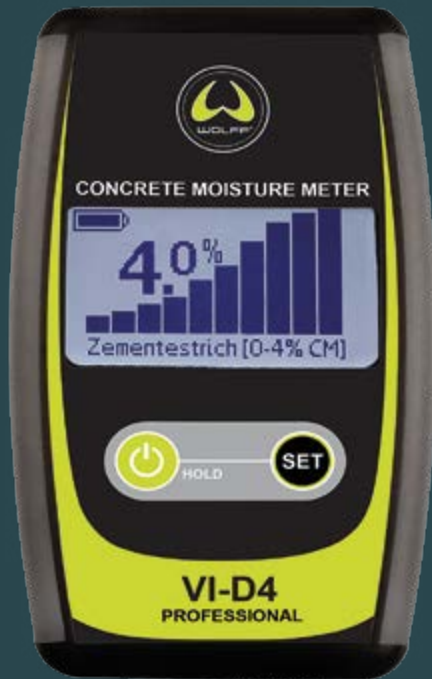 WOLFF
CONCRETE MOISTURE METER
4.0%
Zementestrich [0-4% CM]
HOLD
SET
VI-D4
PROFESSIONAL